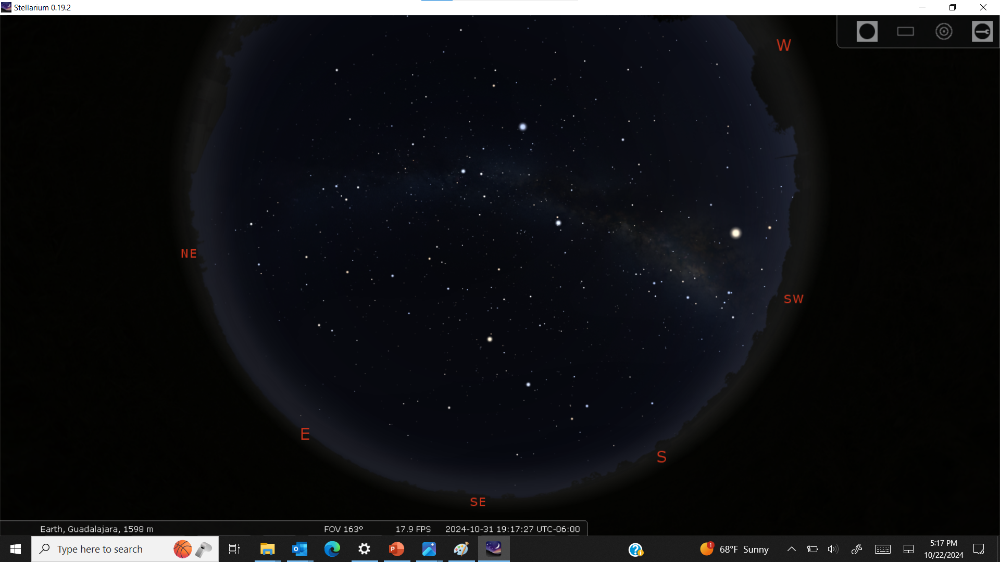 Stellarium 0.19.2
W
NE
SW
E
S
SE
Earth, Guadalajara, 1598 m FOV 163° 17.9 FPS 2024-10-31 19:17:27 UTC-06:00
Type here to search
1
68°F Sunny
5:17 PM
10/22/2024